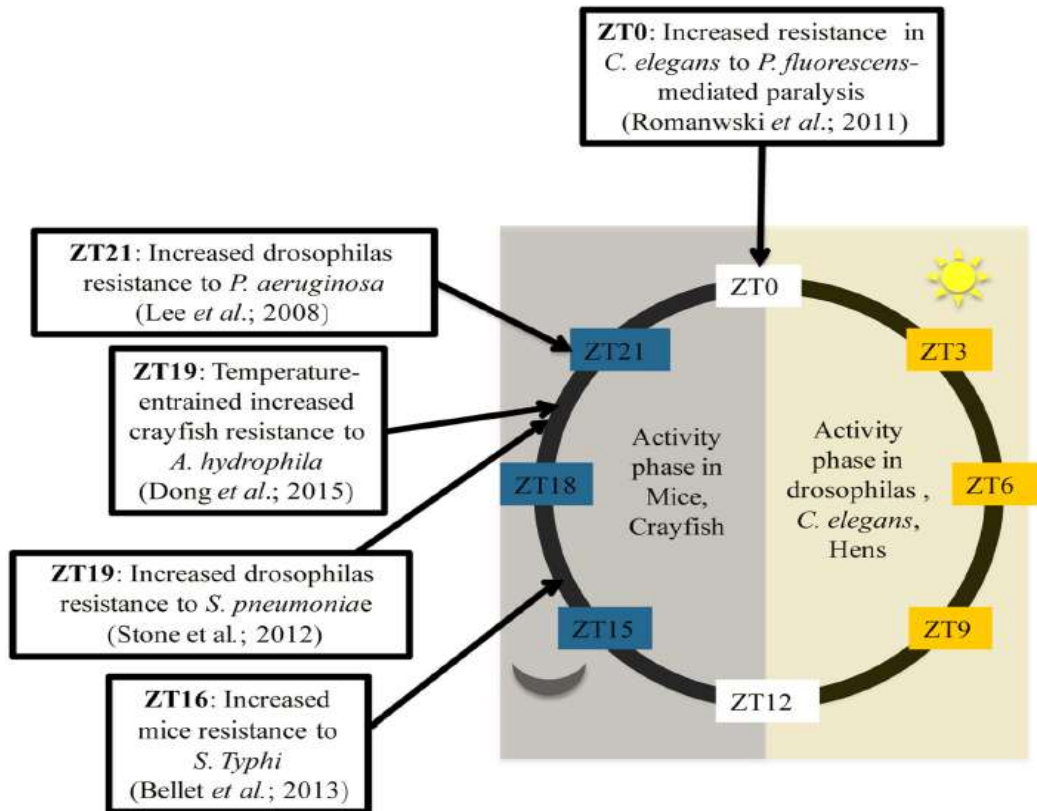 ZT0: Increased resistance in
C. elegans to P. fluorescens-
mediated paralysis
(Romanwski et al.; 2011)
ZT21: Increased drosophilas
resistance to P. aeruginosa
(Lee et al.; 2008)
ZT19: Temperature-
entrained increased
crayfish resistance to
A. hydrophila
(Dong et al.; 2015)
ZT19: Increased drosophilas
resistance to S. pneumoniae
(Stone et al.; 2012)
ZT16: Increased
mice resistance to
S. Typhi
(Bellet et al.; 2013)
ZT0
ZT21
ZT3
ZT18
ZT6
ZT15
ZT9
ZT12
Activity
phase in
Mice,
Crayfish
Activity
phase in
drosophilas ,
C. elegans,
Hens